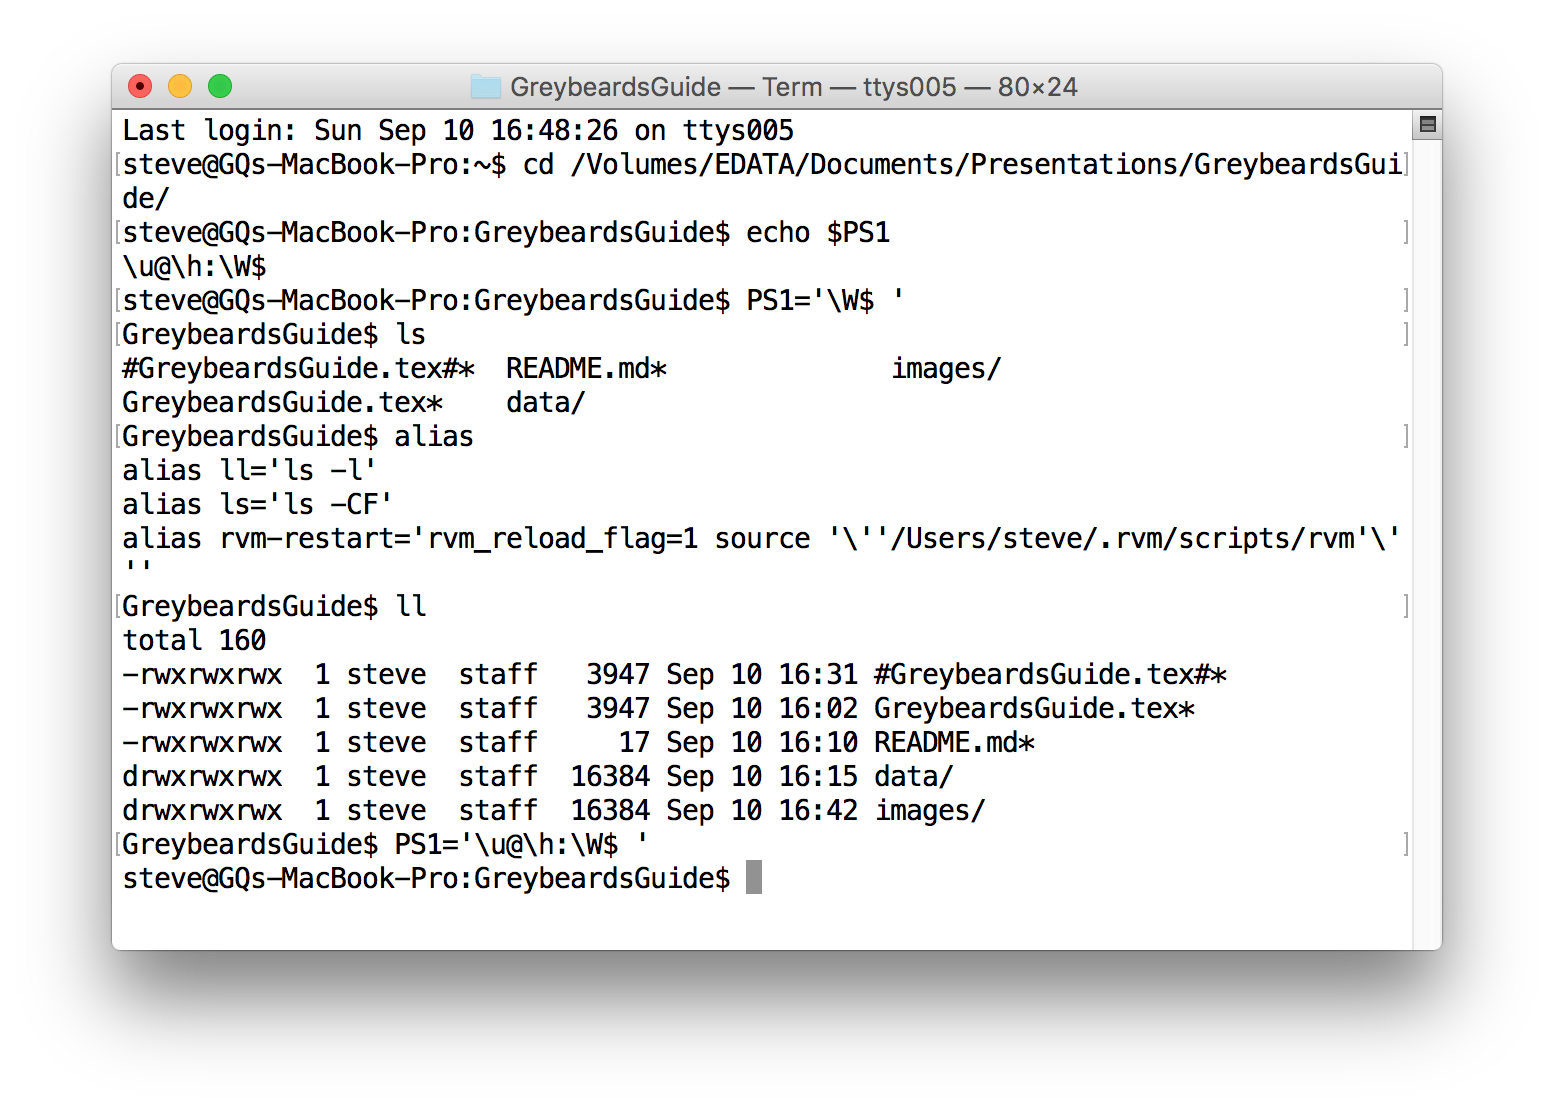 GreybeardsGuide — Term — ttys005 — 80×24
Last login: Sun Sep 10 16:48:26 on ttys005
[steve@GQs-MacBook-Pro:~$ cd /Volumes/EDATA/Documents/Presentations/GreybeardsGui]
de/
[steve@GQs-MacBook-Pro:GreybeardsGuide$ echo $PS1                                ]
\u@\h:\W$
[steve@GQs-MacBook-Pro:GreybeardsGuide$ PS1='\W$ '                               ]
[GreybeardsGuide$ ls                                                             ]
#GreybeardsGuide.tex#*  README.md*              images/
GreybeardsGuide.tex*    data/
[GreybeardsGuide$ alias                                                          ]
alias ll='ls -l'
alias ls='ls -CF'
alias rvm-restart='rvm_reload_flag=1 source '\''/Users/steve/.rvm/scripts/rvm'\'
''
[GreybeardsGuide$ ll                                                             ]
total 160
-rwxrwxrwx  1 steve  staff   3947 Sep 10 16:31 #GreybeardsGuide.tex#*
-rwxrwxrwx  1 steve  staff   3947 Sep 10 16:02 GreybeardsGuide.tex*
-rwxrwxrwx  1 steve  staff     17 Sep 10 16:10 README.md*
drwxrwxrwx  1 steve  staff  16384 Sep 10 16:15 data/
drwxrwxrwx  1 steve  staff  16384 Sep 10 16:42 images/
[GreybeardsGuide$ PS1='\u@\h:\W$ '                                               ]
steve@GQs-MacBook-Pro:GreybeardsGuide$